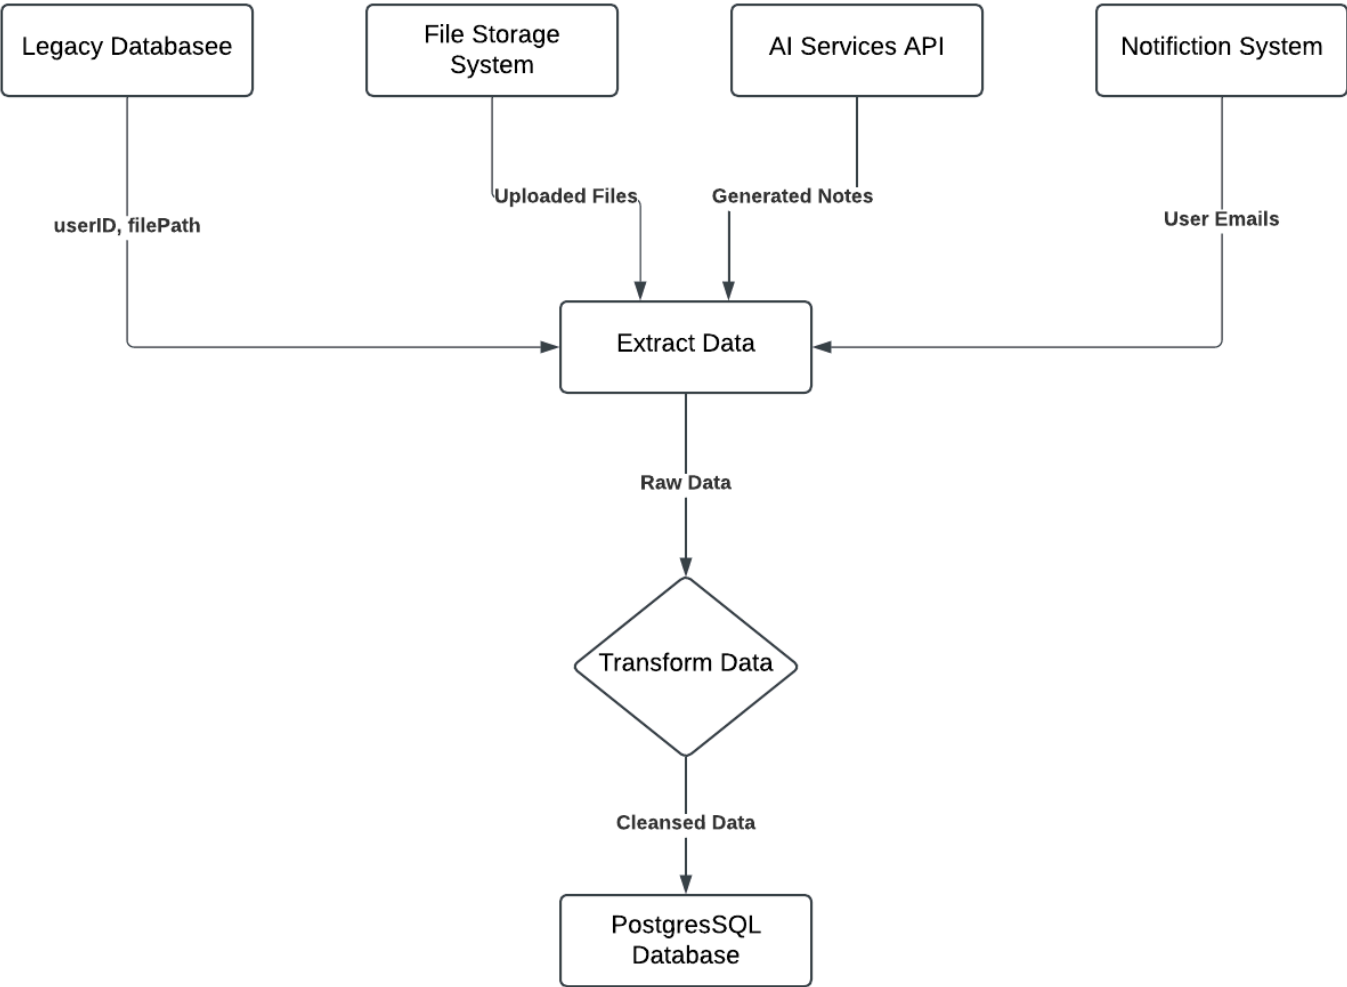 Legacy Databasee
File Storage
System
AI Services API
Notifiction System
Uploaded Files
Generated Notes
userID, filePath
User Emails
Extract Data
Raw Data
Transform Data
Cleansed Data
PostgresSQL
Database